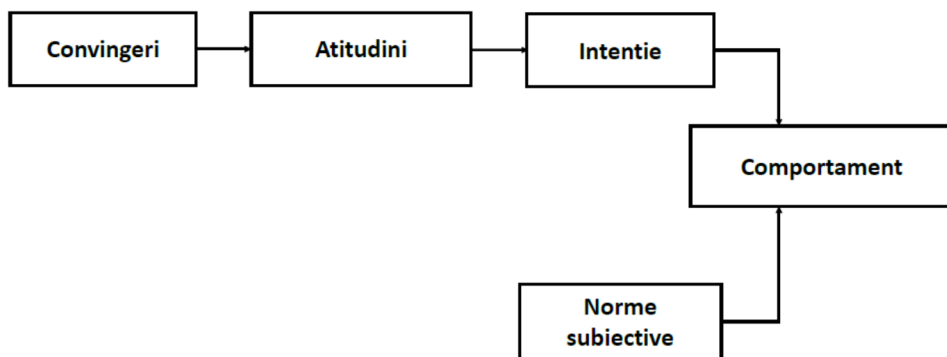 Convingeri
Atitudini
Intentie
Comportament
Norme
subiective